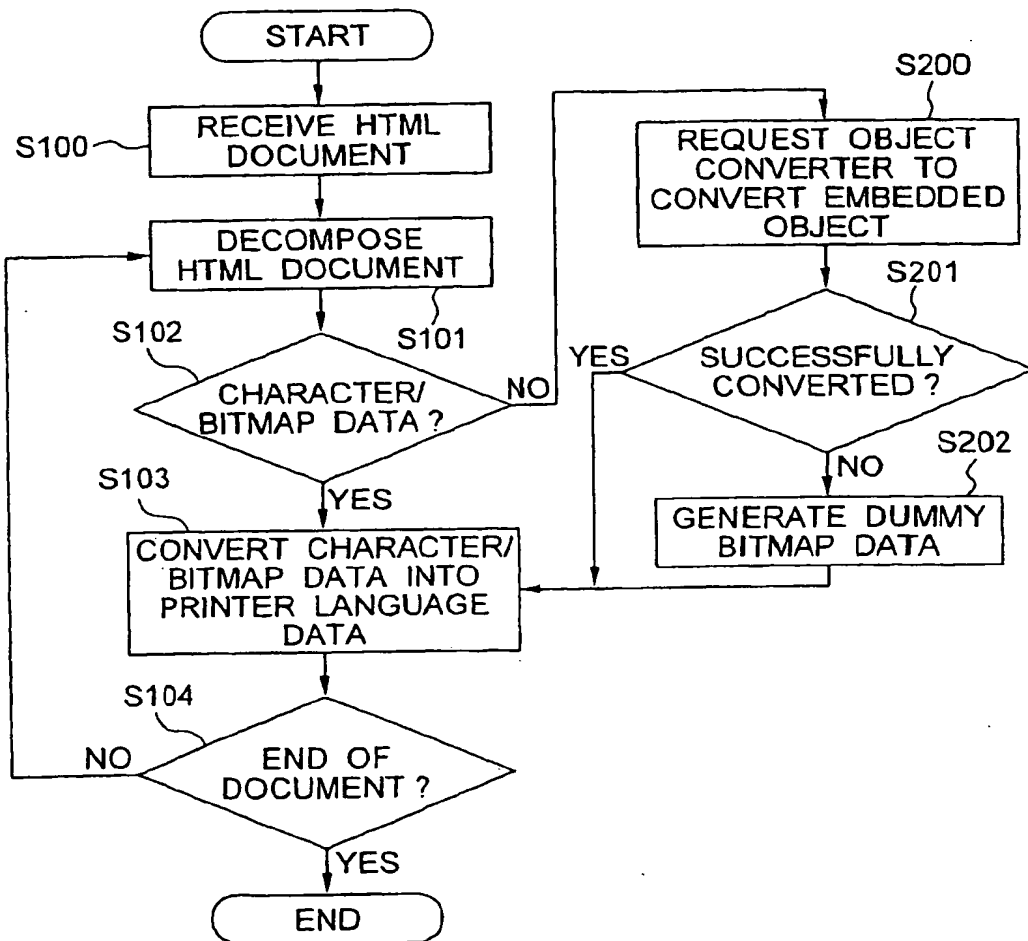 START
S100
RECEIVE HTML
DOCUMENT
DECOMPOSE
HTML DOCUMENT
S101
S102
CHARACTER/
BITMAP DATA ?
NO
YES
S103
CONVERT CHARACTER/
BITMAP DATA INTO
PRINTER LANGUAGE
DATA
S104
END OF
DOCUMENT ?
NO
YES
END
S200
REQUEST OBJECT
CONVERTER TO
CONVERT EMBEDDED
OBJECT
S201
SUCCESSFULLY
CONVERTED ?
YES
NO
S202
GENERATE DUMMY
BITMAP DATA